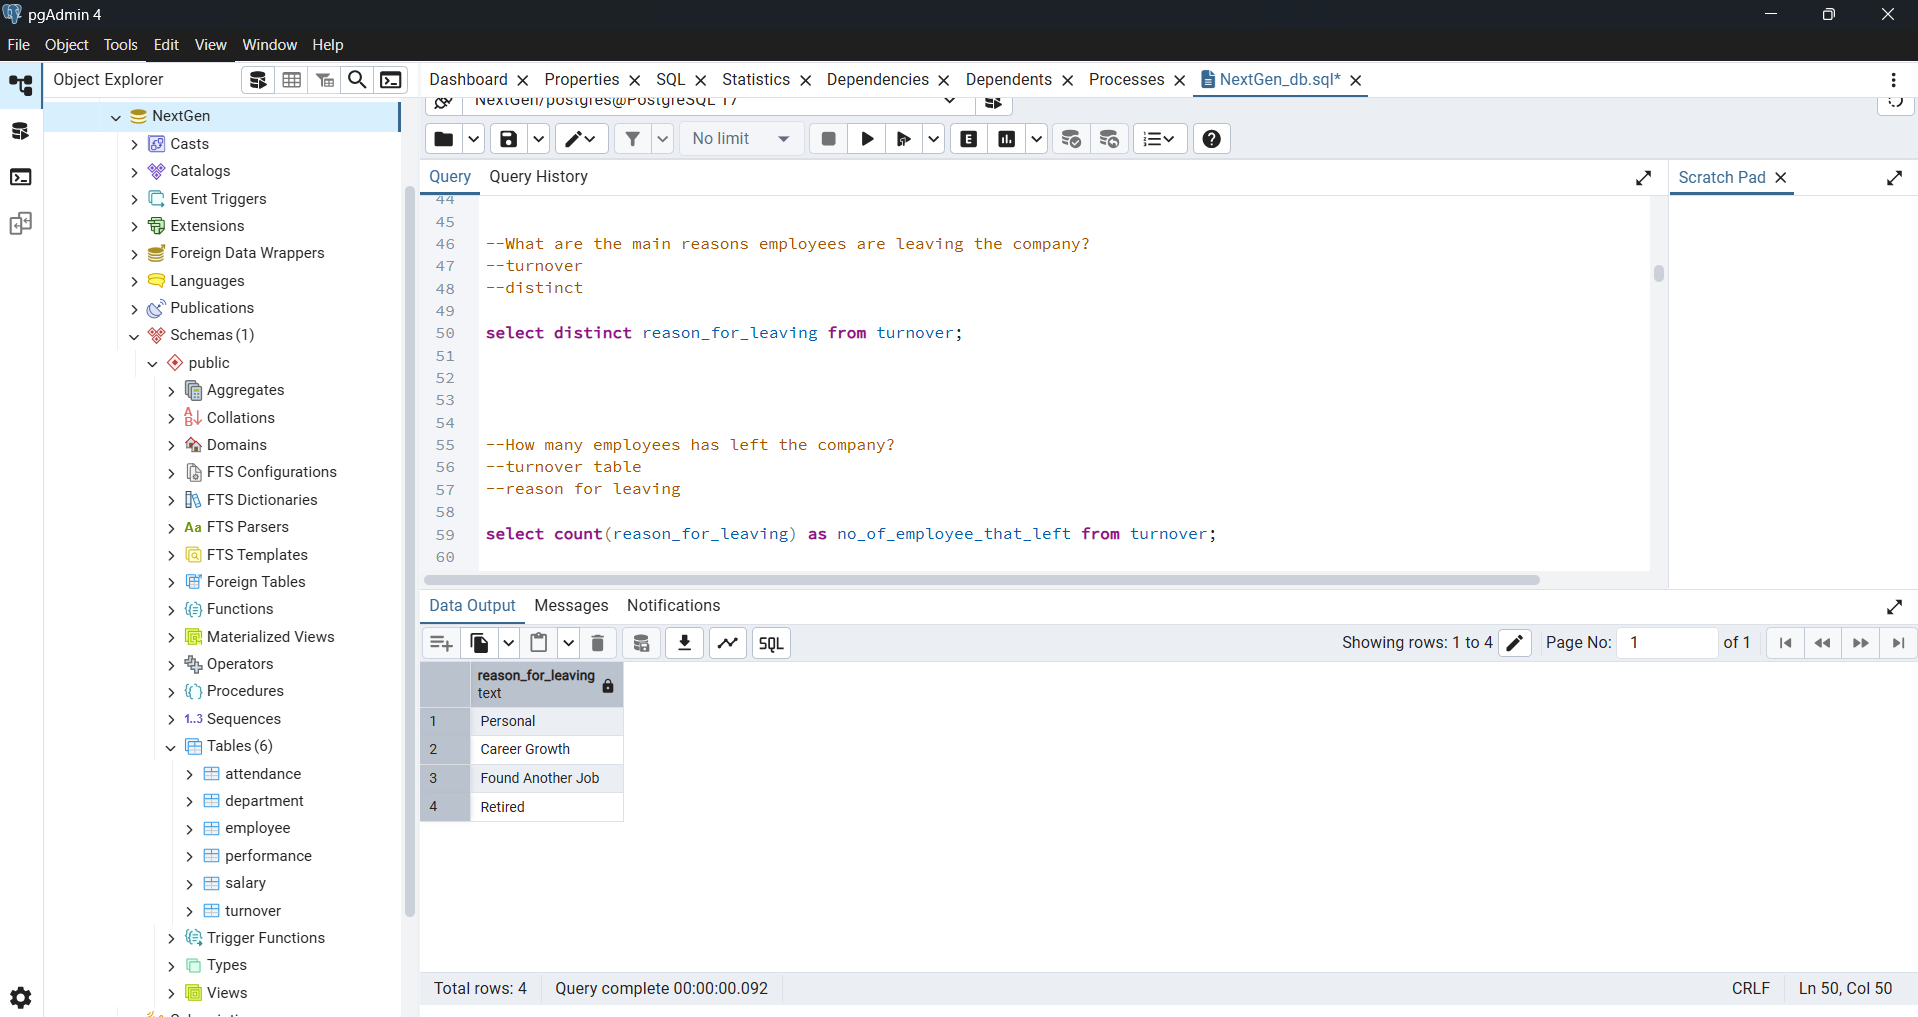 pgAdmin 4
File Object Tools Edit View Window Help
Object Explorer
Dashboard Properties SQL Statistics Dependencies Dependents Processes NextGen_db.sql*
NextGen/postgres@PostgreSQL 17
NextGen
Casts
Catalogs
Event Triggers
Extensions
Foreign Data Wrappers
Languages
Publications
Schemas (1)
public
Aggregates
Collations
Domains
FTS Configurations
FTS Dictionaries
Aa FTS Parsers
FTS Templates
Foreign Tables
Functions
Materialized Views
Operators
Procedures
1..3 Sequences
Tables (6)
attendance
department
employee
performance
salary
turnover
Trigger Functions
Types
Views
No limit
E
Query Query History
Scratch Pad
44
45
46 --What are the main reasons employees are leaving the company?
47 --turnover
48 --distinct
49
50 select distinct reason_for_leaving from turnover;
51
52
53
54
55 --How many employees has left the company?
56 --turnover table
57 --reason for leaving
58
59 select count(reason_for_leaving) as no_of_employee_that_left from turnover;
60
Data Output Messages Notifications
SQL
Showing rows: 1 to 4 Page No: 1 of 1
reason_for_leaving
text
1 Personal
2 Career Growth
3 Found Another Job
4 Retired
Total rows: 4 Query complete 00:00:00.092 CRLF Ln 50, Col 50